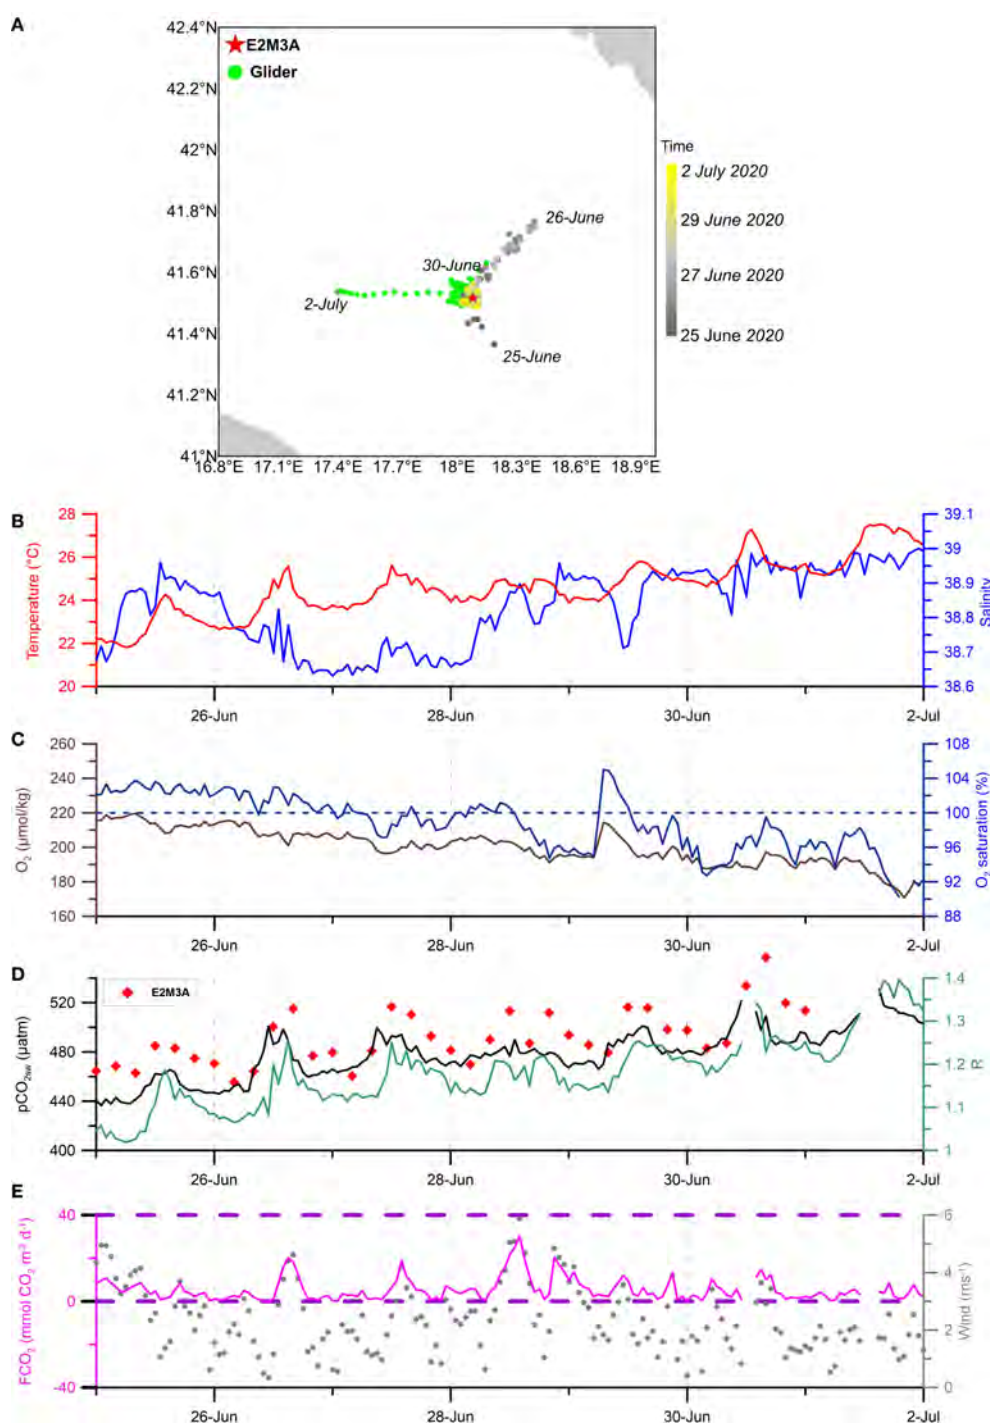 A
42.4°N
E2M3A
Glider
42.2°N
42°N
Time
2 July 2020
41.8°N
26-June
29 June 2020
30-June
41.6°N
27 June 2020
2-July
41.4°N
25 June 2020
25-June
41.2°N
41°N
16.8°E 17.1°E 17.4°E 17.7°E 18°E 18.3°E 18.6°E 18.9°E
B
28 39.1
26 39
24 38.9
38.8
22 38.7
20 38.6
Temperature (°C)
Salinity
26-Jun 28-Jun 30-Jun 2-Jul
C
260 108
240 104
220 100
200 96
180 92
160 88
O₂ (µmol/kg)
O₂ saturation (%)
26-Jun 28-Jun 30-Jun 2-Jul
D
E2M3A
1.4
520 1.3
480 1.2
440 1.1
400 1
pCO₂sw (µatm)
R
26-Jun 28-Jun 30-Jun 2-Jul
E
40 6
4
0
2
-40 0
FCO₂ (mmol CO₂ m⁻² d⁻¹)
Wind (ms⁻¹)
26-Jun 28-Jun 30-Jun 2-Jul